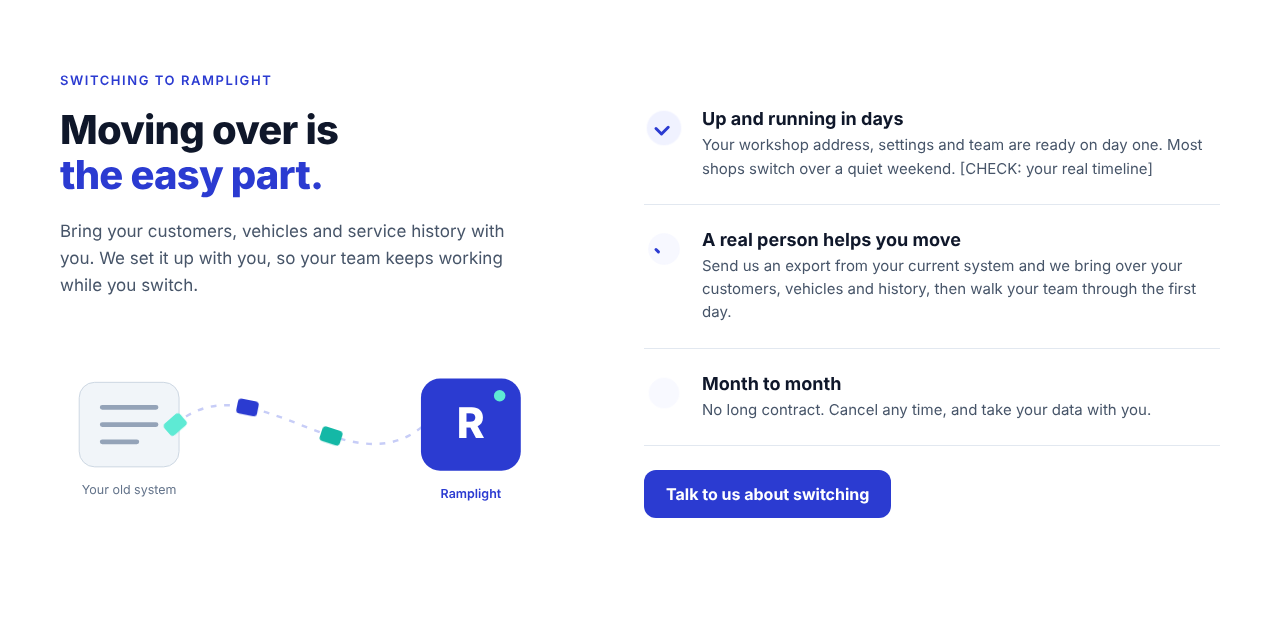 SWITCHING TO RAMPLIGHT
Moving over is
the easy part.
Bring your customers, vehicles and service history with
you. We set it up with you, so your team keeps working
while you switch.
Your old system
R
Ramplight
Up and running in days
Your workshop address, settings and team are ready on day one. Most
shops switch over a quiet weekend. [CHECK: your real timeline]
A real person helps you move
Send us an export from your current system and we bring over your
customers, vehicles and history, then walk your team through the first
day.
Month to month
No long contract. Cancel any time, and take your data with you.
Talk to us about switching